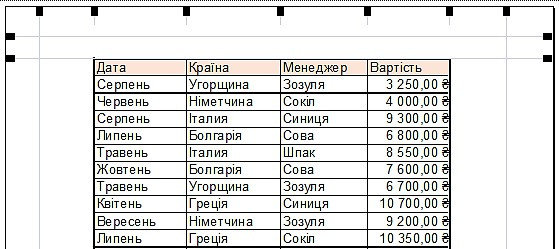 Дата Країна Менеджер Вартість
Серпень Угорщина Зозуля 3 250,00 ₴
Червень Німетчина Сокіл 4 000,00 ₴
Серпень Італия Синиця 9 300,00 ₴
Липень Болгарія Сова 6 800,00 ₴
Травень Італия Шпак 8 550,00 ₴
Жовтень Болгарія Сова 7 600,00 ₴
Травень Угорщина Зозуля 6 700,00 ₴
Квітень Греція Синиця 10 700,00 ₴
Вересень Німетчина Зозуля 9 200,00 ₴
Липень Греція Сокіл 10 350,00 ₴